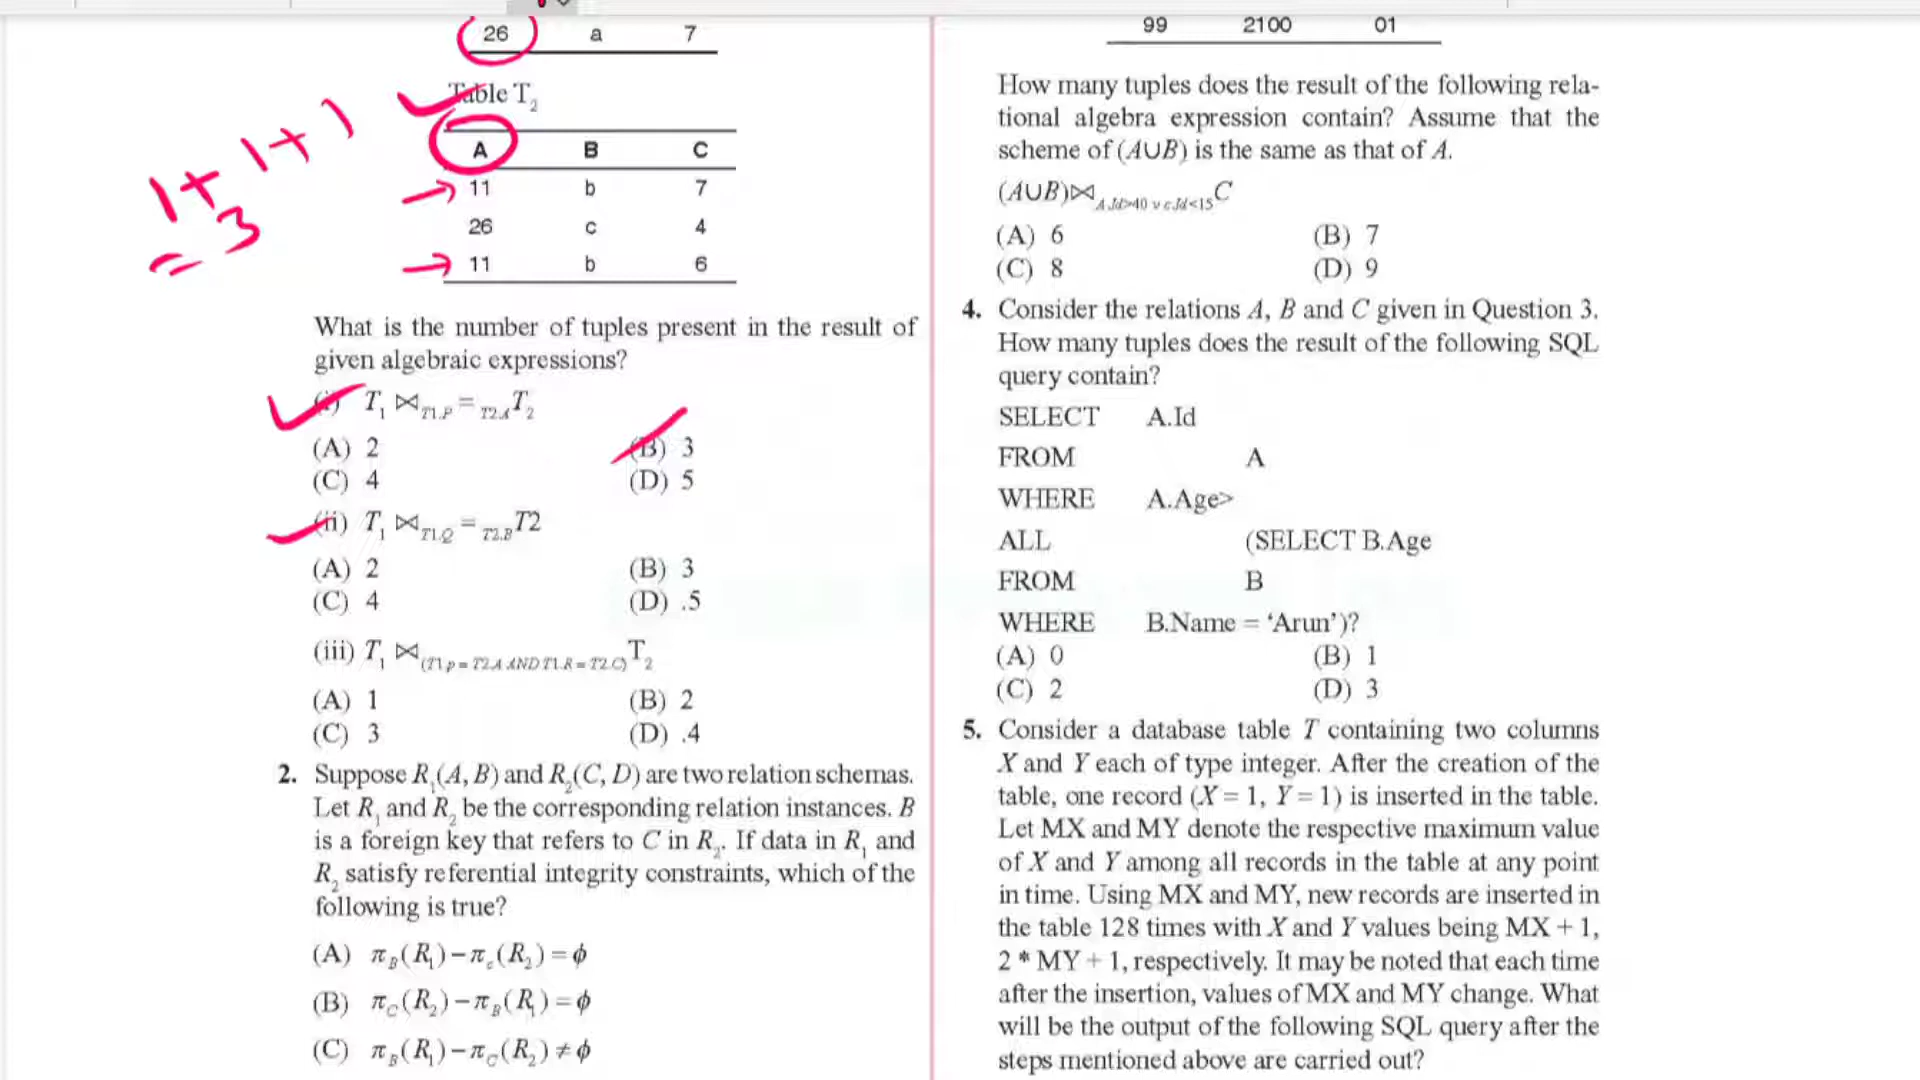 26 a 7
Table T2
A B C
11 b 7
26 c 4
11 b 6
1+1+1
= 3
What is the number of tuples present in the result of
given algebraic expressions?
(i) T1 ⋈T1.P = T2.A T2
(A) 2 (B) 3
(C) 4 (D) 5
(ii) T1 ⋈T1.Q = T2.B T2
(A) 2 (B) 3
(C) 4 (D) .5
(iii) T1 ⋈(T1.P = T2.A AND T1.R = T2.C) T2
(A) 1 (B) 2
(C) 3 (D) .4
2. Suppose R1(A, B) and R2(C, D) are two relation schemas.
Let R1 and R2 be the corresponding relation instances. B
is a foreign key that refers to C in R2. If data in R1 and
R2 satisfy referential integrity constraints, which of the
following is true?
(A) πB(R1) – πc(R2) = ϕ
(B) πC(R2) – πB(R1) = ϕ
(C) πB(R1) – πC(R2) ≠ ϕ
99 2100 01
How many tuples does the result of the following rela-
tional algebra expression contain? Assume that the
scheme of (A∪B) is the same as that of A.
(A∪B)⋈A.Id>40 ∨ c.Id<15 C
(A) 6 (B) 7
(C) 8 (D) 9
4. Consider the relations A, B and C given in Question 3.
How many tuples does the result of the following SQL
query contain?
SELECT A.Id
FROM A
WHERE A.Age>
ALL (SELECT B.Age
FROM B
WHERE B.Name = ‘Arun’)?
(A) 0 (B) 1
(C) 2 (D) 3
5. Consider a database table T containing two columns
X and Y each of type integer. After the creation of the
table, one record (X = 1, Y = 1) is inserted in the table.
Let MX and MY denote the respective maximum value
of X and Y among all records in the table at any point
in time. Using MX and MY, new records are inserted in
the table 128 times with X and Y values being MX + 1,
2 * MY + 1, respectively. It may be noted that each time
after the insertion, values of MX and MY change. What
will be the output of the following SQL query after the
steps mentioned above are carried out?